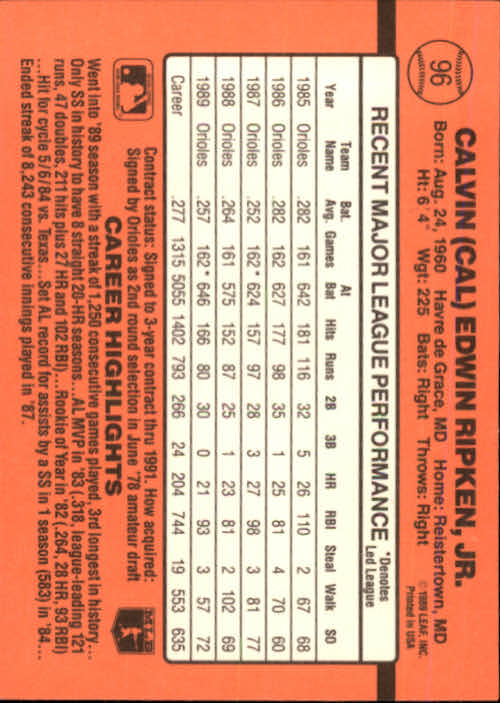 96
CALVIN (CAL) EDWIN RIPKEN, JR.
Born: Aug. 24, 1960 Havre de Grace, MD Home: Reistertown, MD
Ht: 6' 4" Wgt: 225 Bats: Right Throws: Right
© 1989 LEAF, INC.
Printed in USA
RECENT MAJOR LEAGUE PERFORMANCE *Denotes Led League
Year Team Name Bat. Avg. Games At Bat Hits Runs 2B 3B HR RBI Steal Walk SO
1985 Orioles .282 161 642 181 116 32 5 26 110 2 67 68
1986 Orioles .282 162 627 177 98 35 1 25 81 4 70 60
1987 Orioles .252 162* 624 157 97 28 3 27 98 3 81 77
1988 Orioles .264 161 575 152 87 25 1 23 81 2 102 69
1989 Orioles .257 162* 646 166 80 30 0 21 93 3 57 72
Career .277 1315 5055 1402 793 266 24 204 744 19 553 635
Contract status: Signed to 3-year contract thru 1991. How acquired:
Signed by Orioles as 2nd round selection in June '78 amateur draft
MLB
CAREER HIGHLIGHTS
Went into '89 season with a streak of 1,250 consecutive games played, 3rd longest in history...
Only SS in history to have 8 straight 20-HR seasons...AL MVP in '83 (.318, league-leading 121
runs, 47 doubles, 211 hits plus 27 HR and 102 RBI)...Rookie of Year in '82 (.264, 28 HR, 93 RBI)
...Hit for cycle 5/6/84 vs. Texas....Set AL record for assists by a SS in 1 season (583) in '84...
Ended streak of 8,243 consecutive innings played in '87.